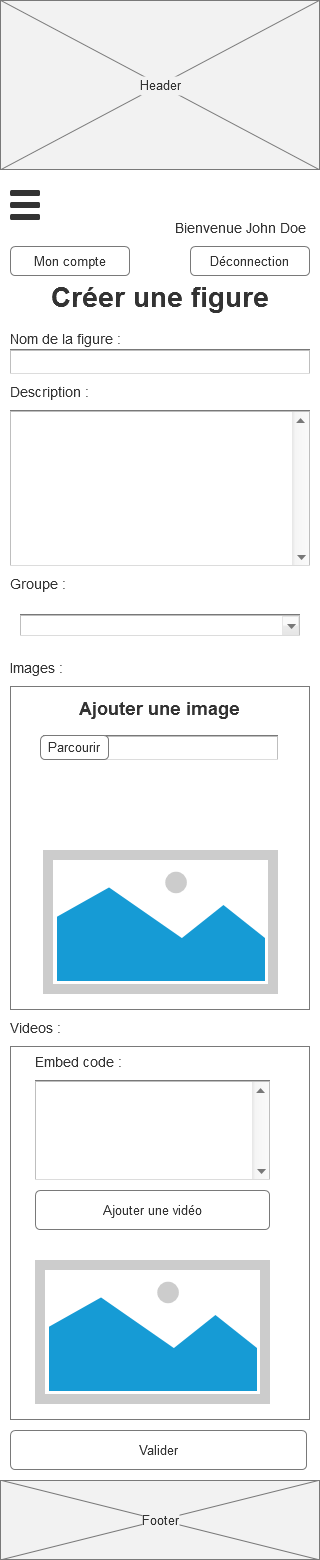 Header
Bienvenue John Doe
Mon compte
Déconnection
Créer une figure
Nom de la figure :
Description :
Groupe :
Images :
Ajouter une image
Parcourir
Videos :
Embed code :
Ajouter une vidéo
Valider
Footer